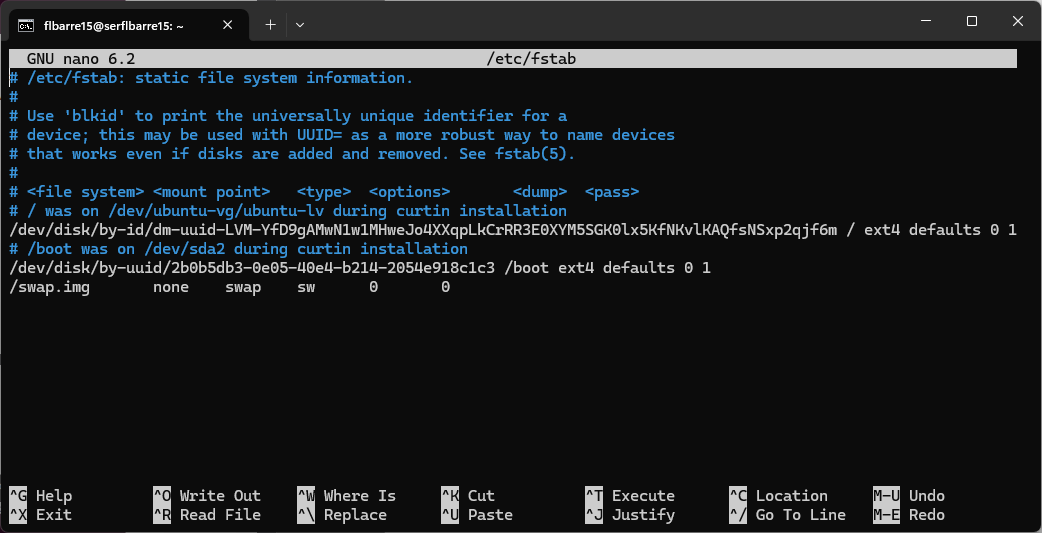 flbarre15@serflbarre15: ~
GNU nano 6.2 /etc/fstab
# /etc/fstab: static file system information.
#
# Use 'blkid' to print the universally unique identifier for a
# device; this may be used with UUID= as a more robust way to name devices
# that works even if disks are added and removed. See fstab(5).
#
# <file system> <mount point>   <type>  <options>       <dump>  <pass>
# / was on /dev/ubuntu-vg/ubuntu-lv during curtin installation
/dev/disk/by-id/dm-uuid-LVM-YfD9gAMwN1w1MHweJo4XXqpLkCrRR3E0XYM5SGK0lx5KfNKvlKAQfsNSxp2qjf6m / ext4 defaults 0 1
# /boot was on /dev/sda2 during curtin installation
/dev/disk/by-uuid/2b0b5db3-0e05-40e4-b214-2054e918c1c3 /boot ext4 defaults 0 1
/swap.img       none    swap    sw      0       0
^G Help ^O Write Out ^W Where Is ^K Cut ^T Execute ^C Location M-U Undo
^X Exit ^R Read File ^\ Replace ^U Paste ^J Justify ^/ Go To Line M-E Redo